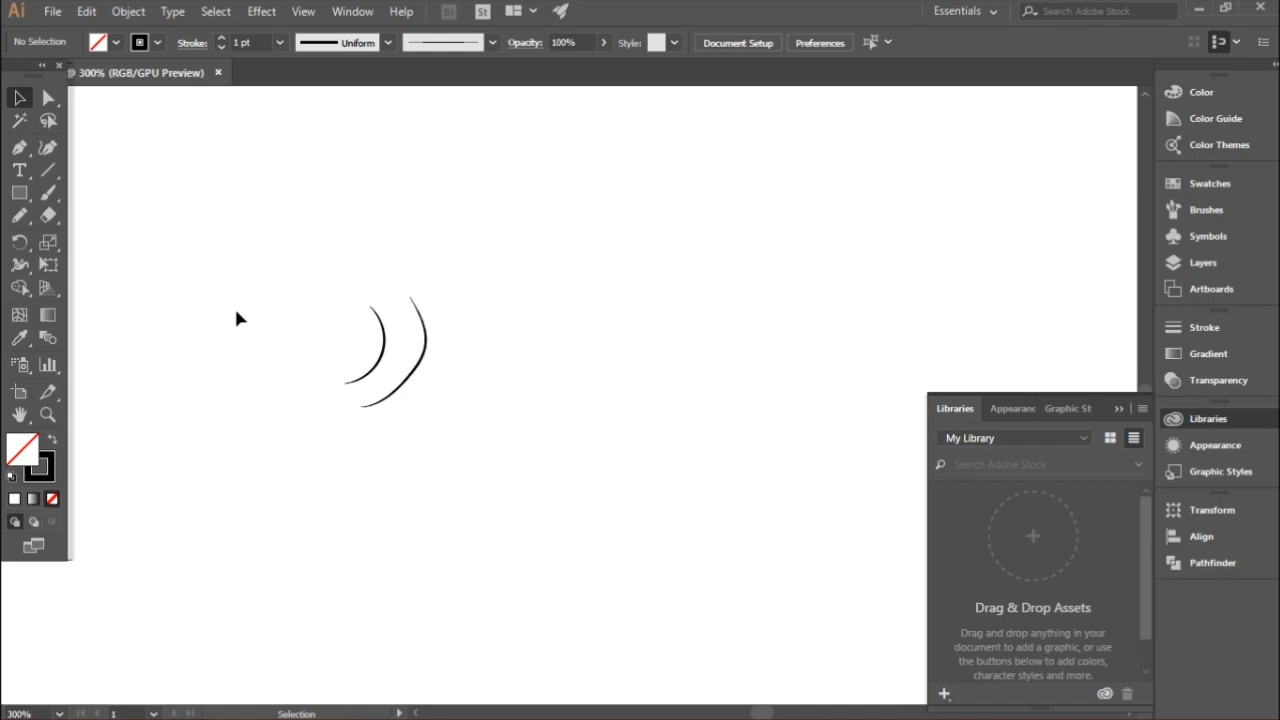 Ai File Edit Object Type Select Effect View Window Help Br St Essentials Search Adobe Stock
No Selection Stroke: 1 pt Uniform Opacity: 100% Style: Document Setup Preferences
@ 300% (RGB/GPU Preview)
Color
Color Guide
Color Themes
Swatches
Brushes
Symbols
Layers
Artboards
Stroke
Gradient
Transparency
Libraries
Appearance
Graphic Styles
Transform
Align
Pathfinder
Libraries Appearanc Graphic St
My Library
Search Adobe Stock
Drag & Drop Assets
Drag and drop anything in your
document to add a graphic, or use
the buttons below to add colors,
character styles and more.
300% 1 Selection